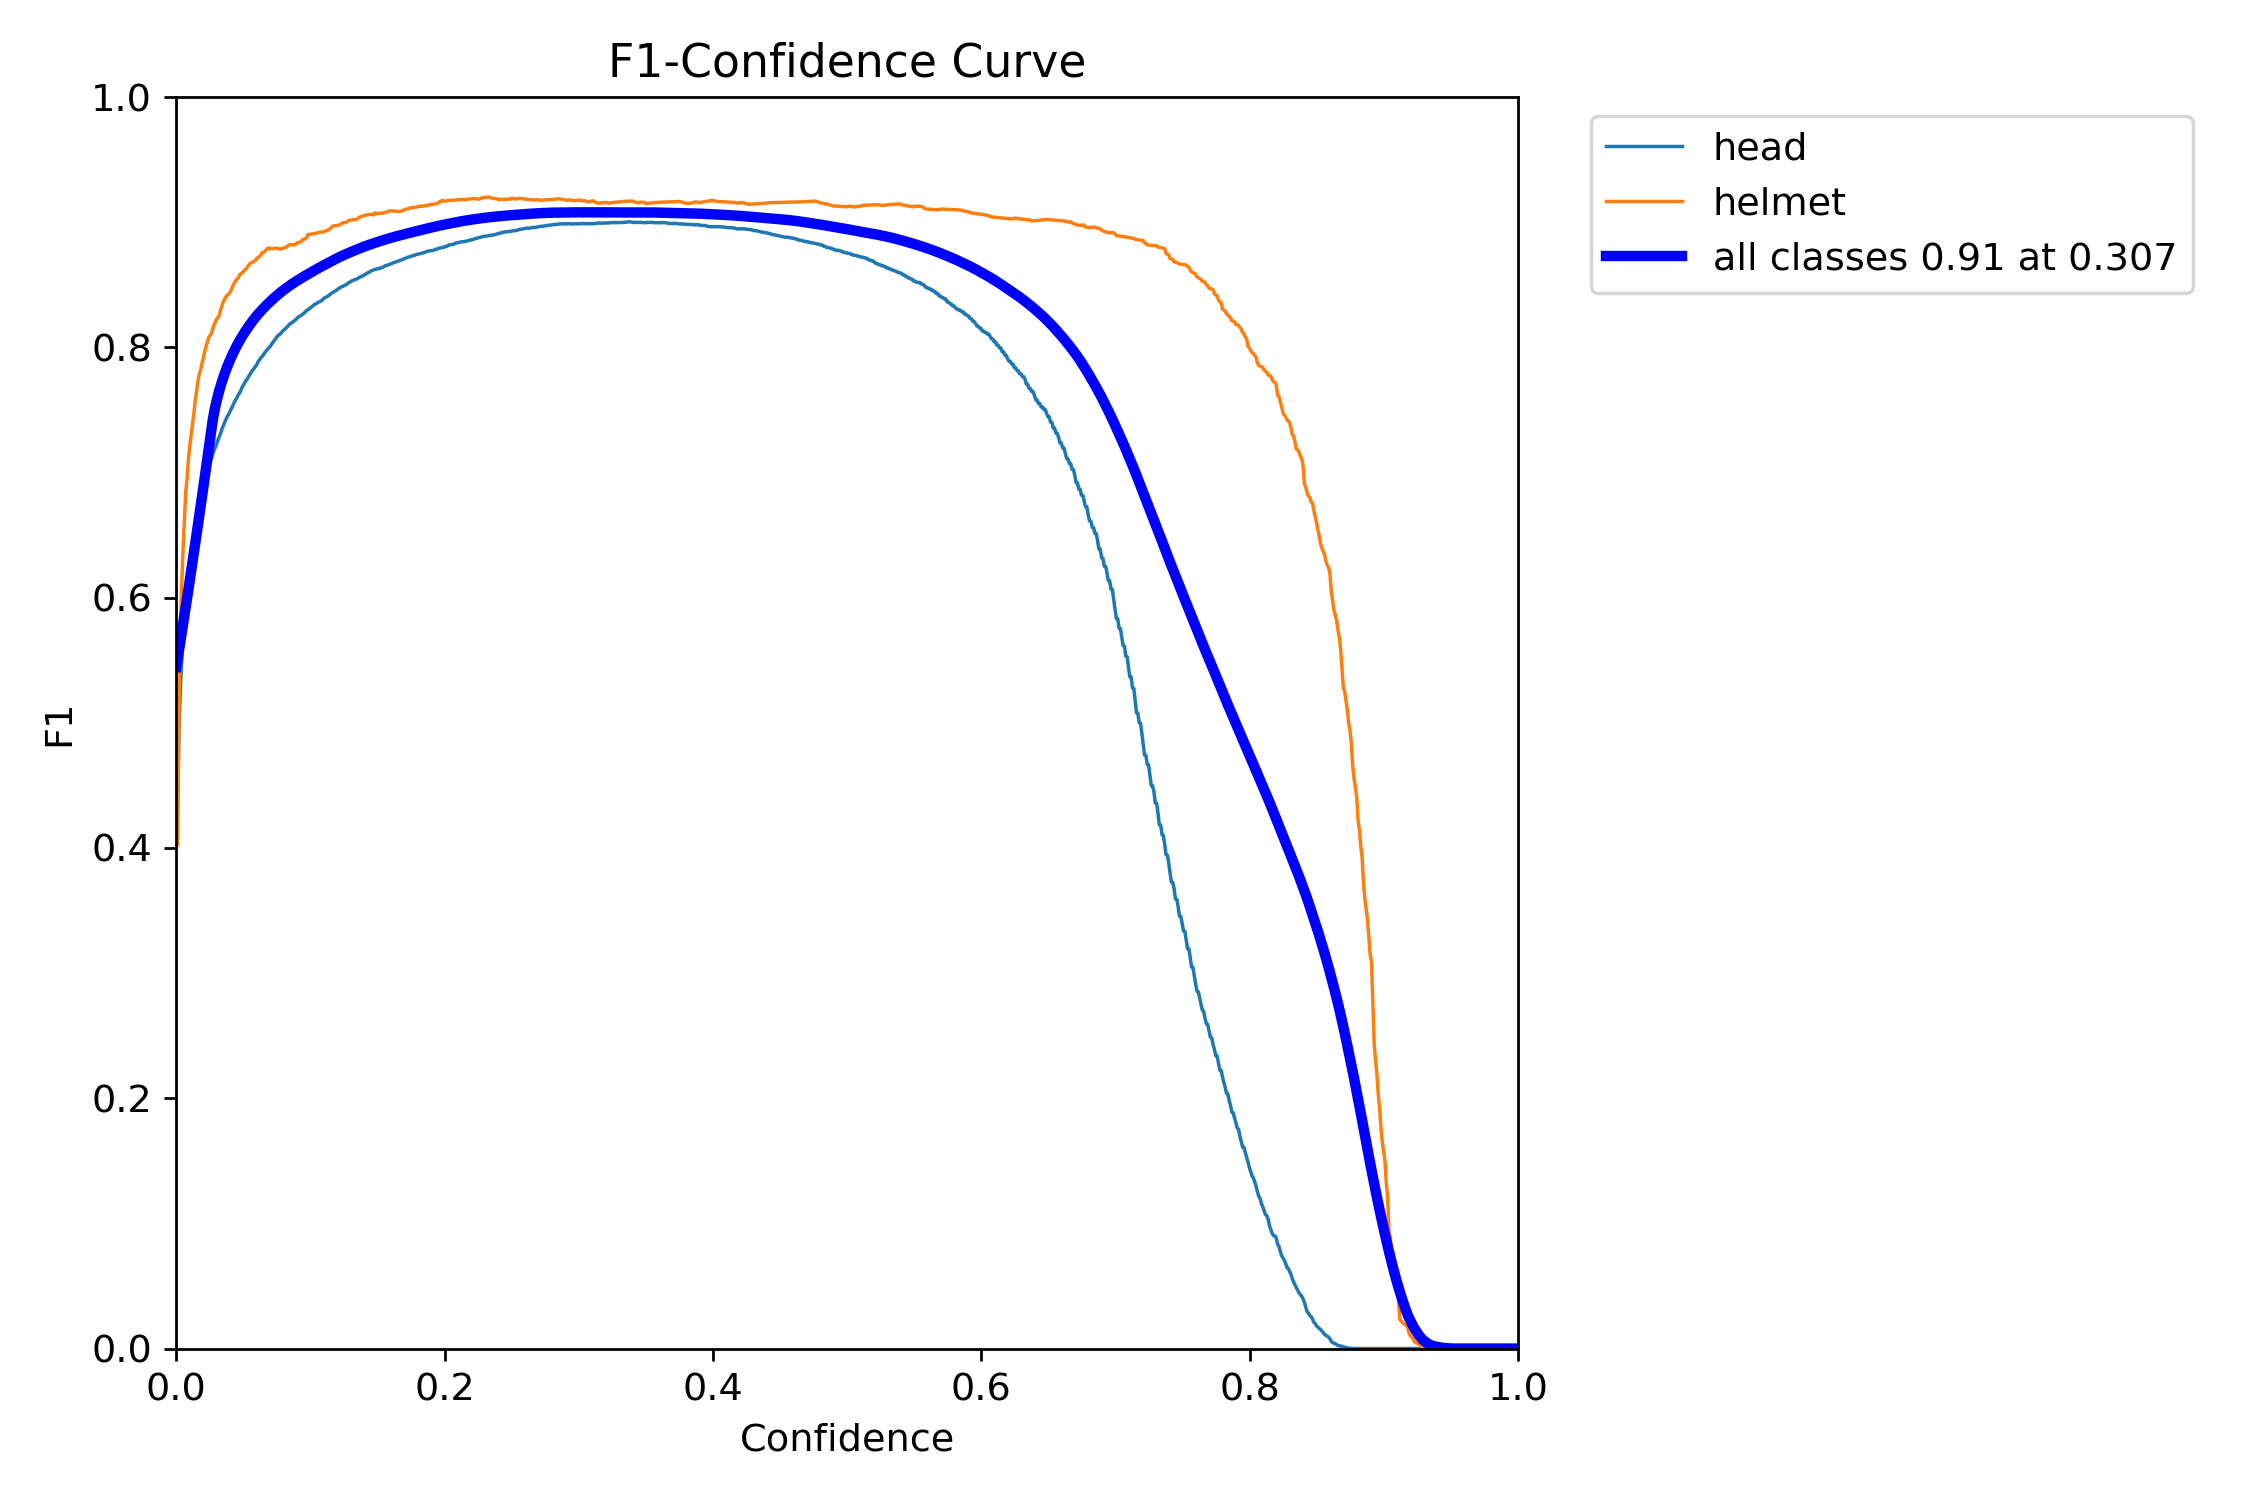 F1-Confidence Curve
1.0
0.8
0.6
0.4
0.2
0.0
F1
0.0 0.2 0.4 0.6 0.8 1.0
Confidence
head
helmet
all classes 0.91 at 0.307